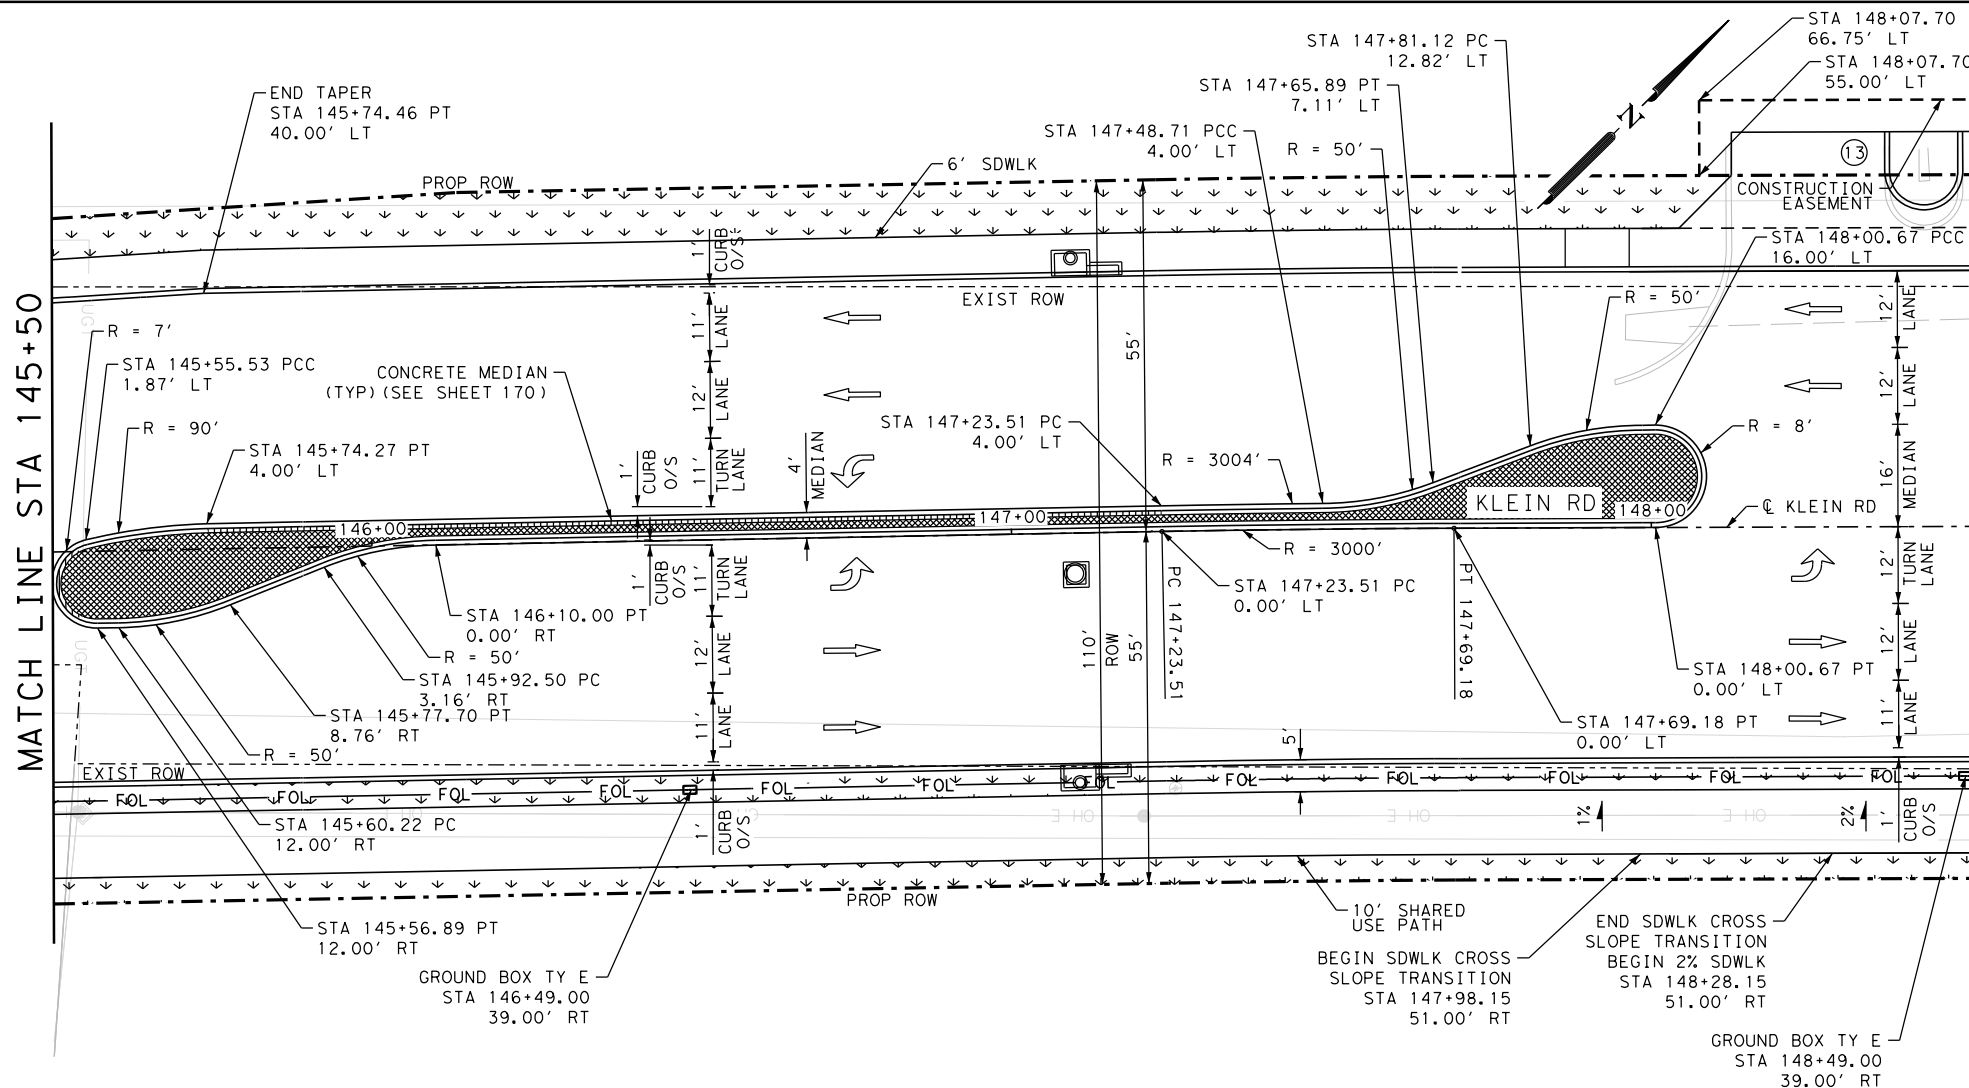 STA 148+07.70
66.75' LT
STA 148+07.70
55.00' LT
STA 147+81.12 PC
12.82' LT
STA 147+65.89 PT
7.11' LT
STA 147+48.71 PCC
4.00' LT
R = 50'
END TAPER
STA 145+74.46 PT
40.00' LT
N
13
6' SDWLK
PROP ROW
CONSTRUCTION
EASEMENT
STA 148+00.67 PCC
16.00' LT
1'
CURB
O/S
EXIST ROW
R = 50'
12'
LANE
11'
LANE
55'
R = 7'
STA 145+55.53 PCC
1.87' LT
CONCRETE MEDIAN
(TYP)(SEE SHEET 170)
12'
LANE
12'
LANE
R = 90'
STA 145+74.27 PT
4.00' LT
STA 147+23.51 PC
4.00' LT
R = 3004'
R = 8'
1'
CURB
O/S
11'
TURN
LANE
4'
MEDIAN
16'
MEDIAN
MATCH LINE STA 145+50
146+00
147+00
KLEIN RD
148+00
℄ KLEIN RD
R = 3000'
STA 147+23.51 PC
0.00' LT
1'
CURB
O/S
11'
TURN
LANE
12'
TURN
LANE
PC 147+23.51
PT 147+69.18
STA 146+10.00 PT
0.00' RT
R = 50'
STA 145+92.50 PC
3.16' RT
110'
ROW
55'
12'
LANE
12'
LANE
STA 148+00.67 PT
0.00' LT
STA 145+77.70 PT
8.76' RT
R = 50'
11'
LANE
11'
LANE
STA 147+69.18 PT
0.00' LT
5'
UGT
UGT
EXIST ROW
FOL FOL FOL FOL FOL FOL OL FOL FOL FOL FOL FOL
STA 145+60.22 PC
12.00' RT
1'
CURB
O/S
OH E
OH E
OH E
1%
2%
1'
CURB
O/S
PROP ROW
STA 145+56.89 PT
12.00' RT
10' SHARED
USE PATH
GROUND BOX TY E
STA 146+49.00
39.00' RT
BEGIN SDWLK CROSS
SLOPE TRANSITION
STA 147+98.15
51.00' RT
END SDWLK CROSS
SLOPE TRANSITION
BEGIN 2% SDWLK
STA 148+28.15
51.00' RT
GROUND BOX TY E
STA 148+49.00
39.00' RT